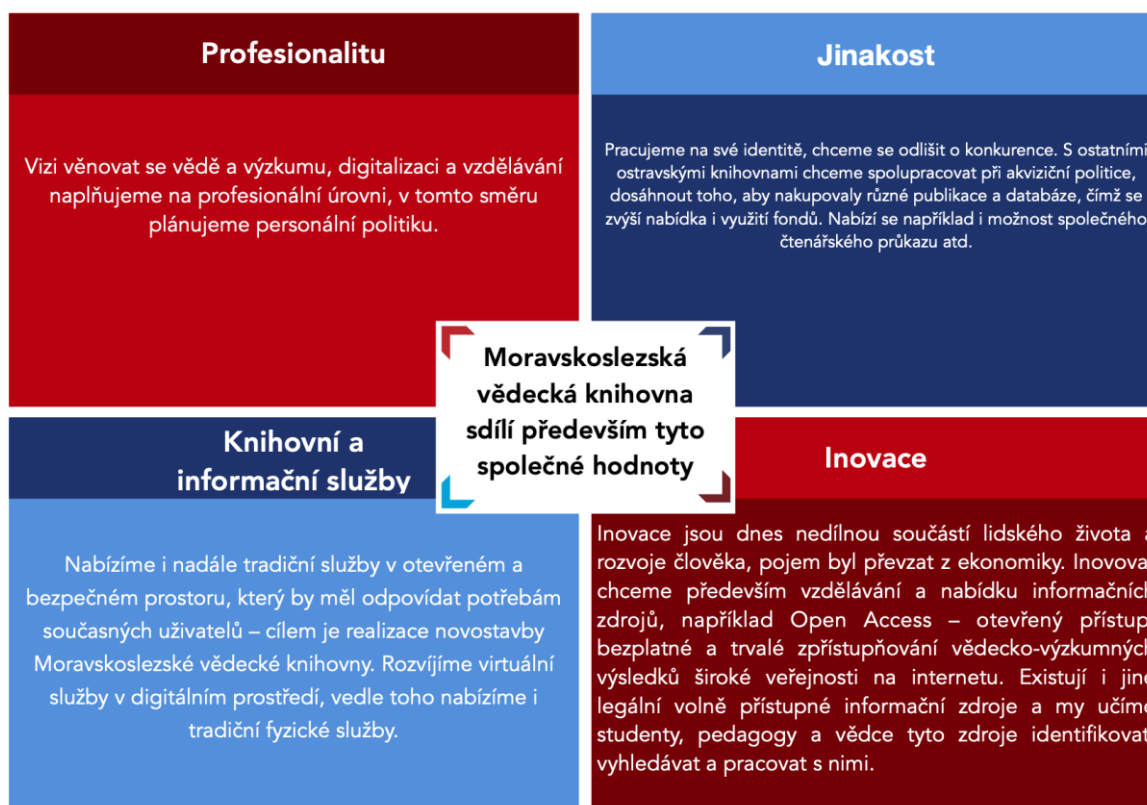 Profesionalitu
Vizi věnovat se vědě a výzkumu, digitalizaci a vzdělávání
naplňujeme na profesionální úrovni, v tomto směru
plánujeme personální politiku.
Jinakost
Pracujeme na své identitě, chceme se odlišit o konkurence. S ostatními
ostravskými knihovnami chceme spolupracovat při akviziční politice,
dosáhnout toho, aby nakupovaly různé publikace a databáze, čímž se
zvýší nabídka i využití fondů. Nabízí se například i možnost společného
čtenářského průkazu atd.
Moravskoslezská
vědecká knihovna
sdílí především tyto
společné hodnoty
Knihovní a
informační služby
Nabízíme i nadále tradiční služby v otevřeném a
bezpečném prostoru, který by měl odpovídat potřebám
současných uživatelů – cílem je realizace novostavby
Moravskoslezské vědecké knihovny. Rozvíjíme virtuální
služby v digitálním prostředí, vedle toho nabízíme i
tradiční fyzické služby.
Inovace
Inovace jsou dnes nedílnou součástí lidského života a
rozvoje člověka, pojem byl převzat z ekonomiky. Inovova
chceme především vzdělávání a nabídku informačních
zdrojů, například Open Access – otevřený přístup
bezplatné a trvalé zpřístupňování vědecko-výzkumných
výsledků široké veřejnosti na internetu. Existují i jiné
legální volně přístupné informační zdroje a my učíme
studenty, pedagogy a vědce tyto zdroje identifikovat
vyhledávat a pracovat s nimi.